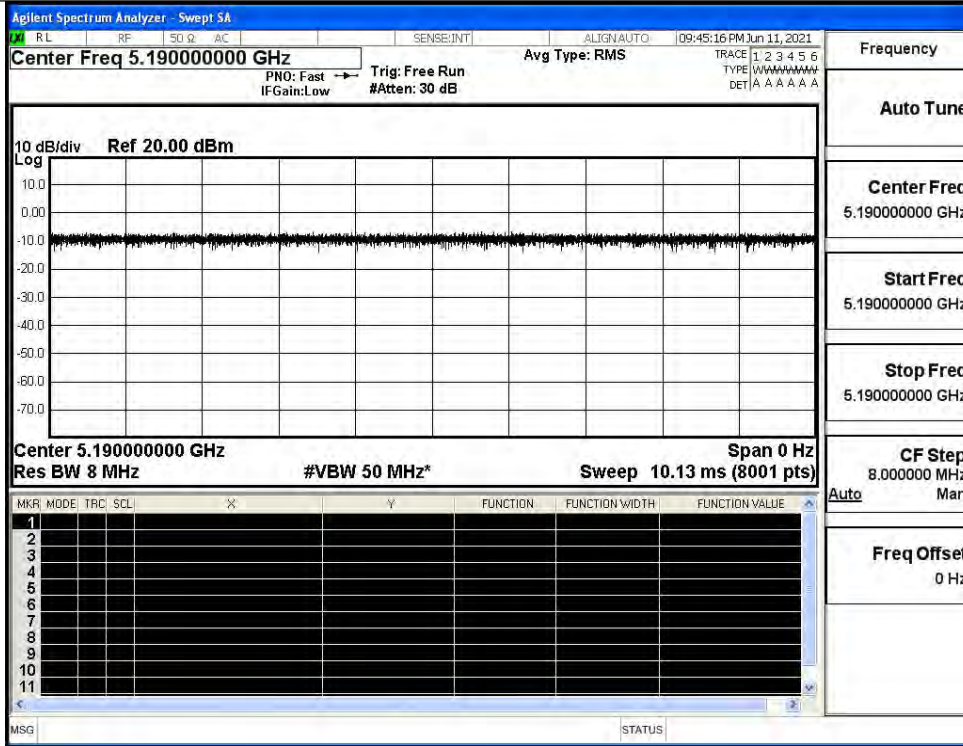 Agilent Spectrum Analyzer - Swept SA
LXI RL RF 50 Ω AC SENSE:INT ALIGNAUTO 09:45:16 PM Jun 11, 2021
Center Freq 5.190000000 GHz Avg Type: RMS TRACE 1 2 3 4 5 6
PNO: Fast Trig: Free Run TYPE WWWWWW
IFGain:Low #Atten: 30 dB DET A A A A A A
10 dB/div Ref 20.00 dBm
Log
10.0
0.00
-10.0
-20.0
-30.0
-40.0
-50.0
-60.0
-70.0
Center 5.190000000 GHz Span 0 Hz
Res BW 8 MHz #VBW 50 MHz* Sweep 10.13 ms (8001 pts)
MKR MODE TRC SCL X Y FUNCTION FUNCTION WIDTH FUNCTION VALUE
1
2
3
4
5
6
7
8
9
10
11
MSG STATUS
Frequency
Auto Tune
Center Freq
5.190000000 GHz
Start Freq
5.190000000 GHz
Stop Freq
5.190000000 GHz
CF Step
8.000000 MHz
Auto Man
Freq Offset
0 Hz